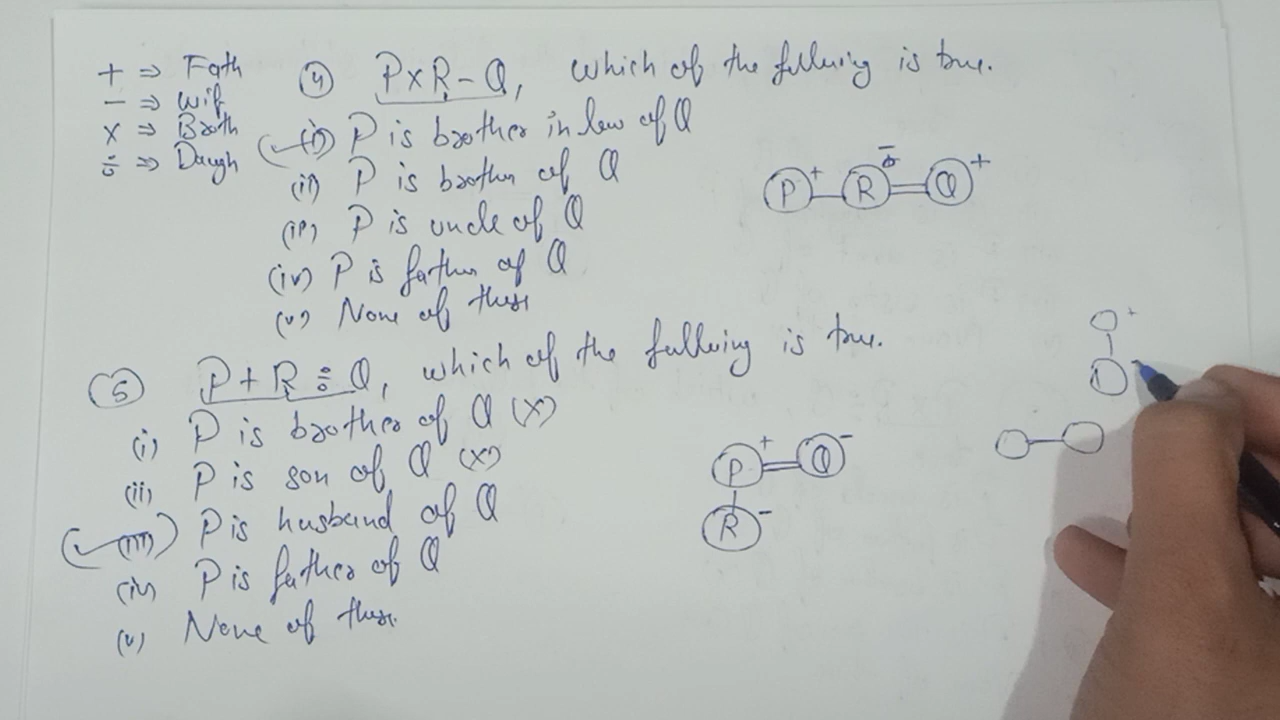 + ⇒ Fath
− ⇒ Wif
× ⇒ Broth
÷ ⇒ Daugh
(4) P×R−Q, which of the following is true.
(i) P is brother in law of Q
(ii) P is brother of Q
(iii) P is uncle of Q
(iv) P is father of Q
(v) None of these
P + R − Q +
(5) P+R÷Q, which of the following is true.
(i) P is brother of Q (×)
(ii) P is son of Q (×)
(iii) P is husband of Q
(iv) P is father of Q
(v) None of these.
P + Q −
R −
+